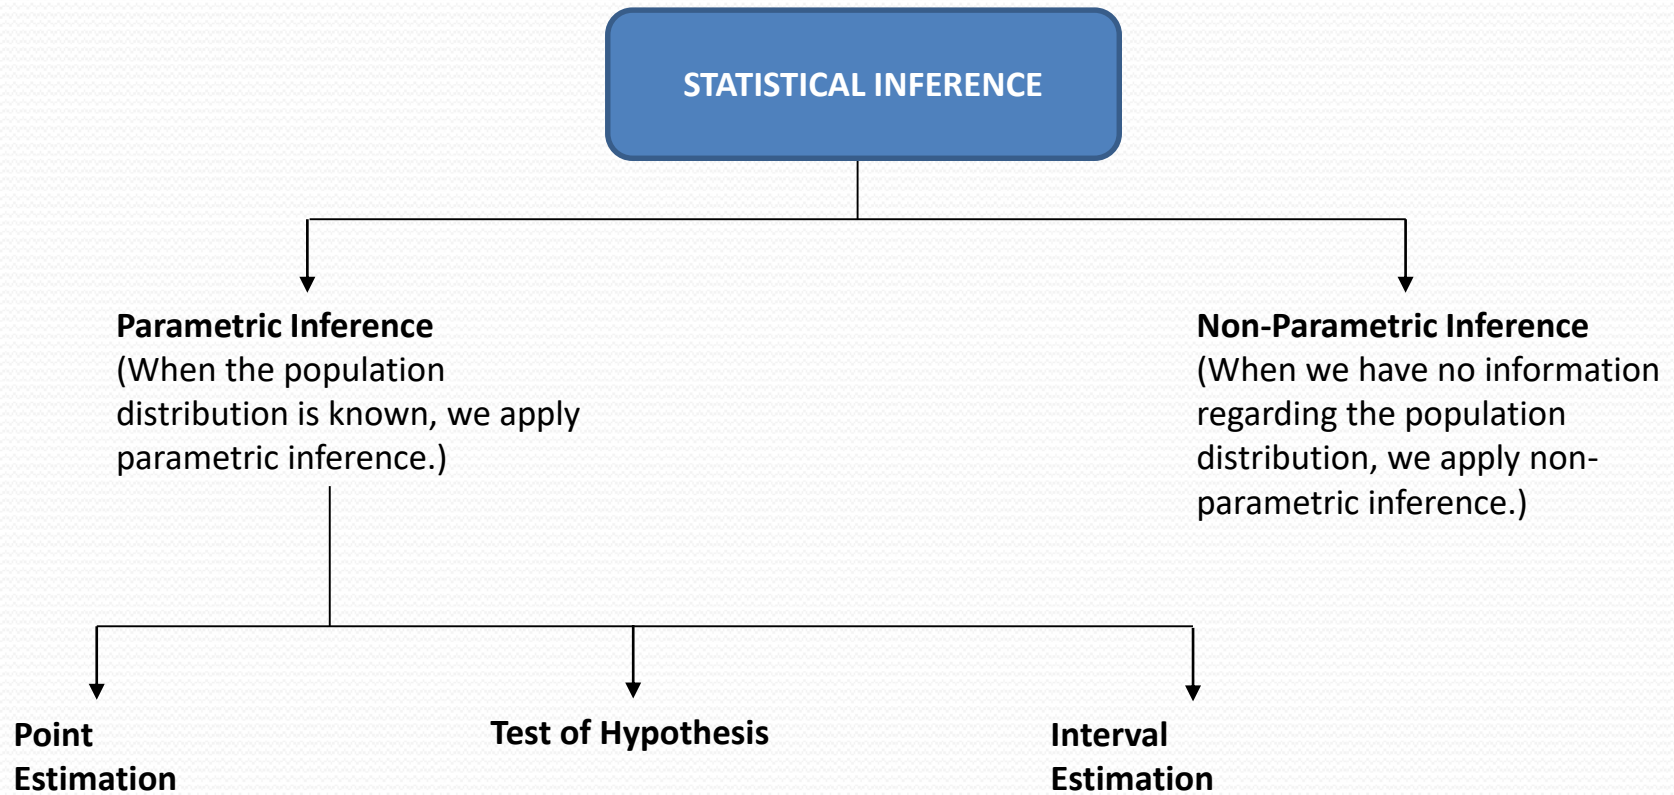 STATISTICAL INFERENCE
Parametric Inference
(When the population
distribution is known, we apply
parametric inference.)
Non-Parametric Inference
(When we have no information
regarding the population
distribution, we apply non-
parametric inference.)
Point
Estimation
Test of Hypothesis
Interval
Estimation